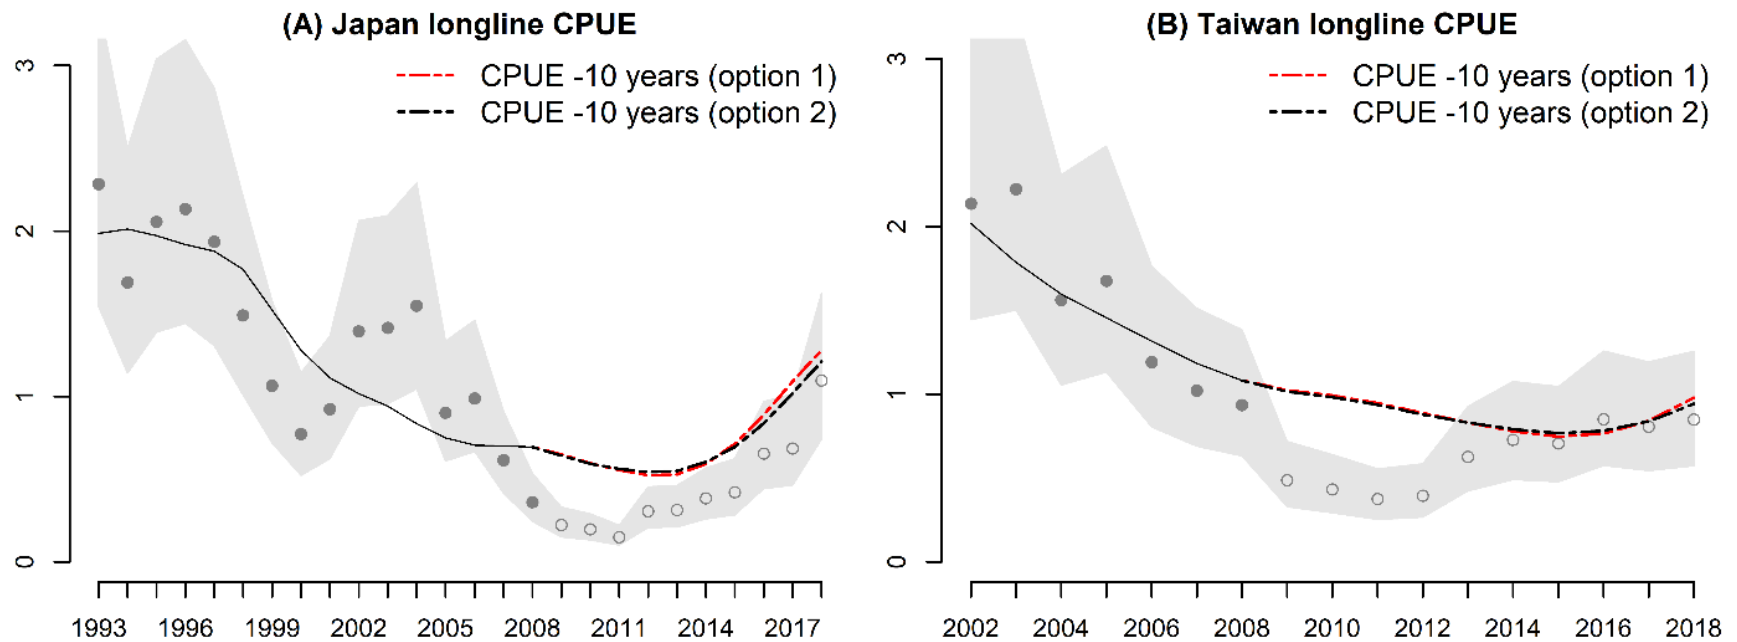 (A) Japan longline CPUE
CPUE -10 years (option 1)
CPUE -10 years (option 2)
3
2
1
0
1993 1996 1999 2002 2005 2008 2011 2014 2017
(B) Taiwan longline CPUE
CPUE -10 years (option 1)
CPUE -10 years (option 2)
3
2
1
0
2002 2004 2006 2008 2010 2012 2014 2016 2018